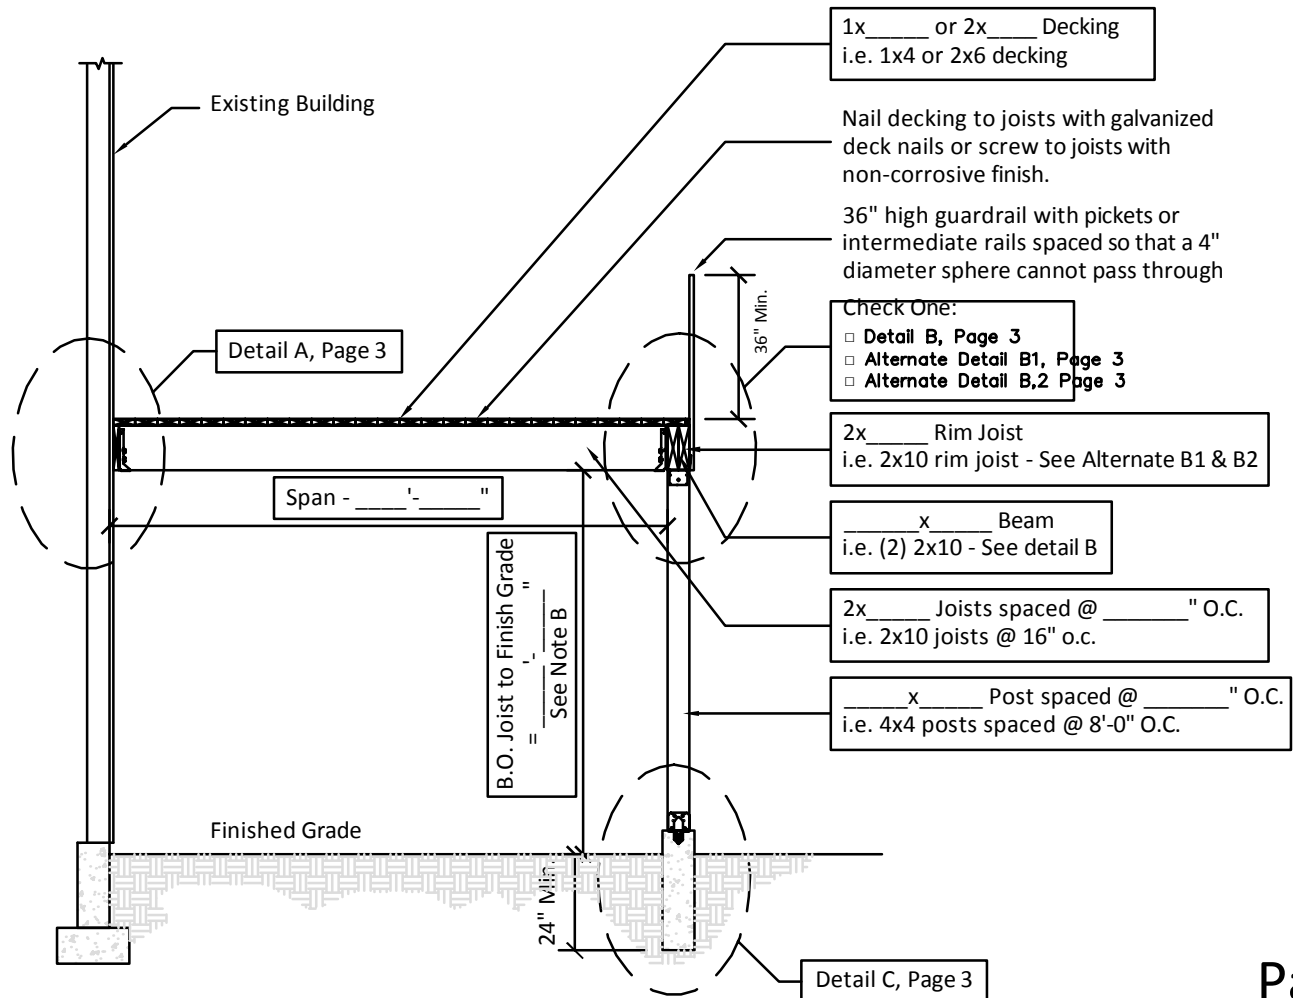 1x_____ or 2x____ Decking
i.e. 1x4 or 2x6 decking
Existing Building
Nail decking to joists with galvanized
deck nails or screw to joists with
non-corrosive finish.
36" high guardrail with pickets or
intermediate rails spaced so that a 4"
diameter sphere cannot pass through
36" Min.
Check One:
□ Detail B, Page 3
□ Alternate Detail B1, Page 3
□ Alternate Detail B,2 Page 3
Detail A, Page 3
2x_____ Rim Joist
i.e. 2x10 rim joist - See Alternate B1 & B2
Span - ____'-_____"
______x_____ Beam
i.e. (2) 2x10 - See detail B
B.O. Joist to Finish Grade
= _____'-_____"
See Note B
2x_____ Joists spaced @ _______" O.C.
i.e. 2x10 joists @ 16" o.c.
_____x_____ Post spaced @ _______" O.C.
i.e. 4x4 posts spaced @ 8'-0" O.C.
Finished Grade
24" Min.
Detail C, Page 3